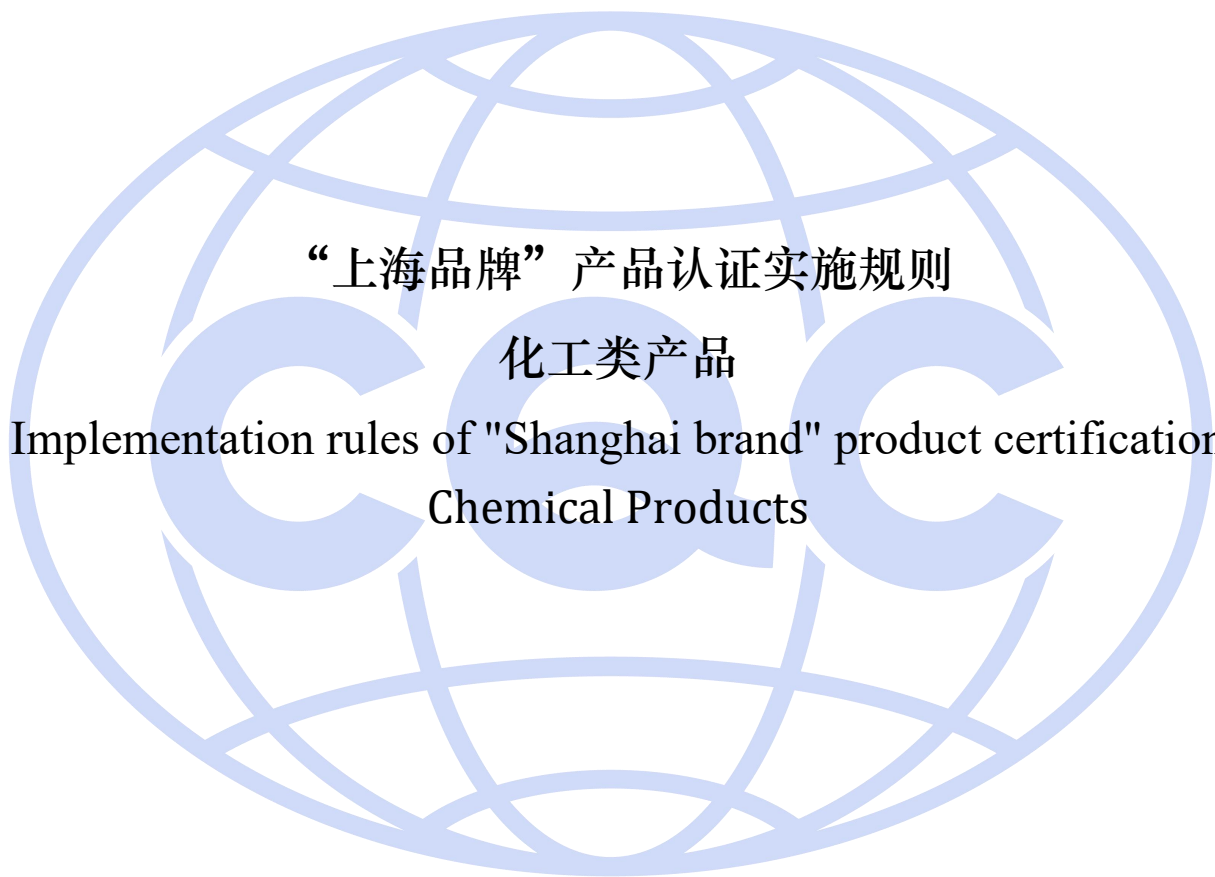 “上海品牌”产品认证实施规则
化工类产品
Implementation rules of "Shanghai brand" product certification
Chemical Products
CQC